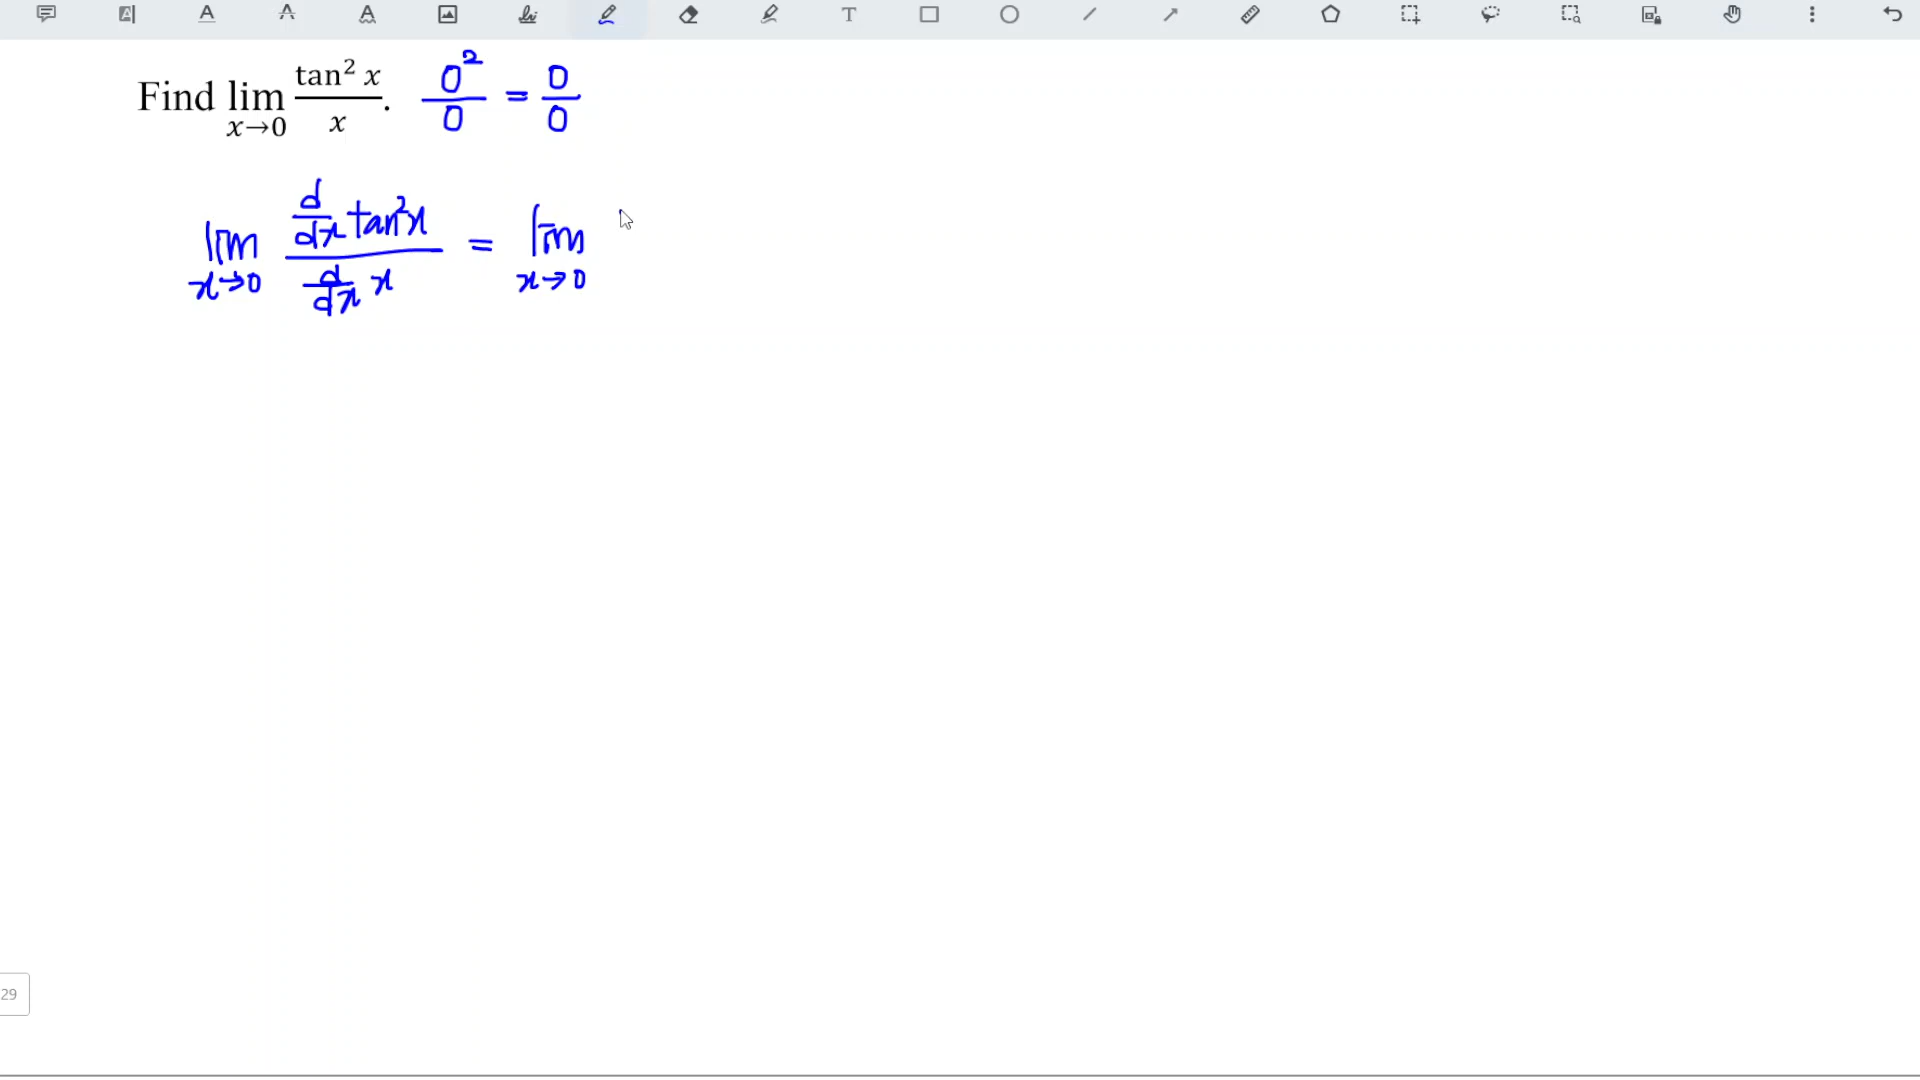 Find lim x→0 tan² x / x. 0²/0 = 0/0
lim x→0 d/dx tan²x / d/dx x = lim x→0
29